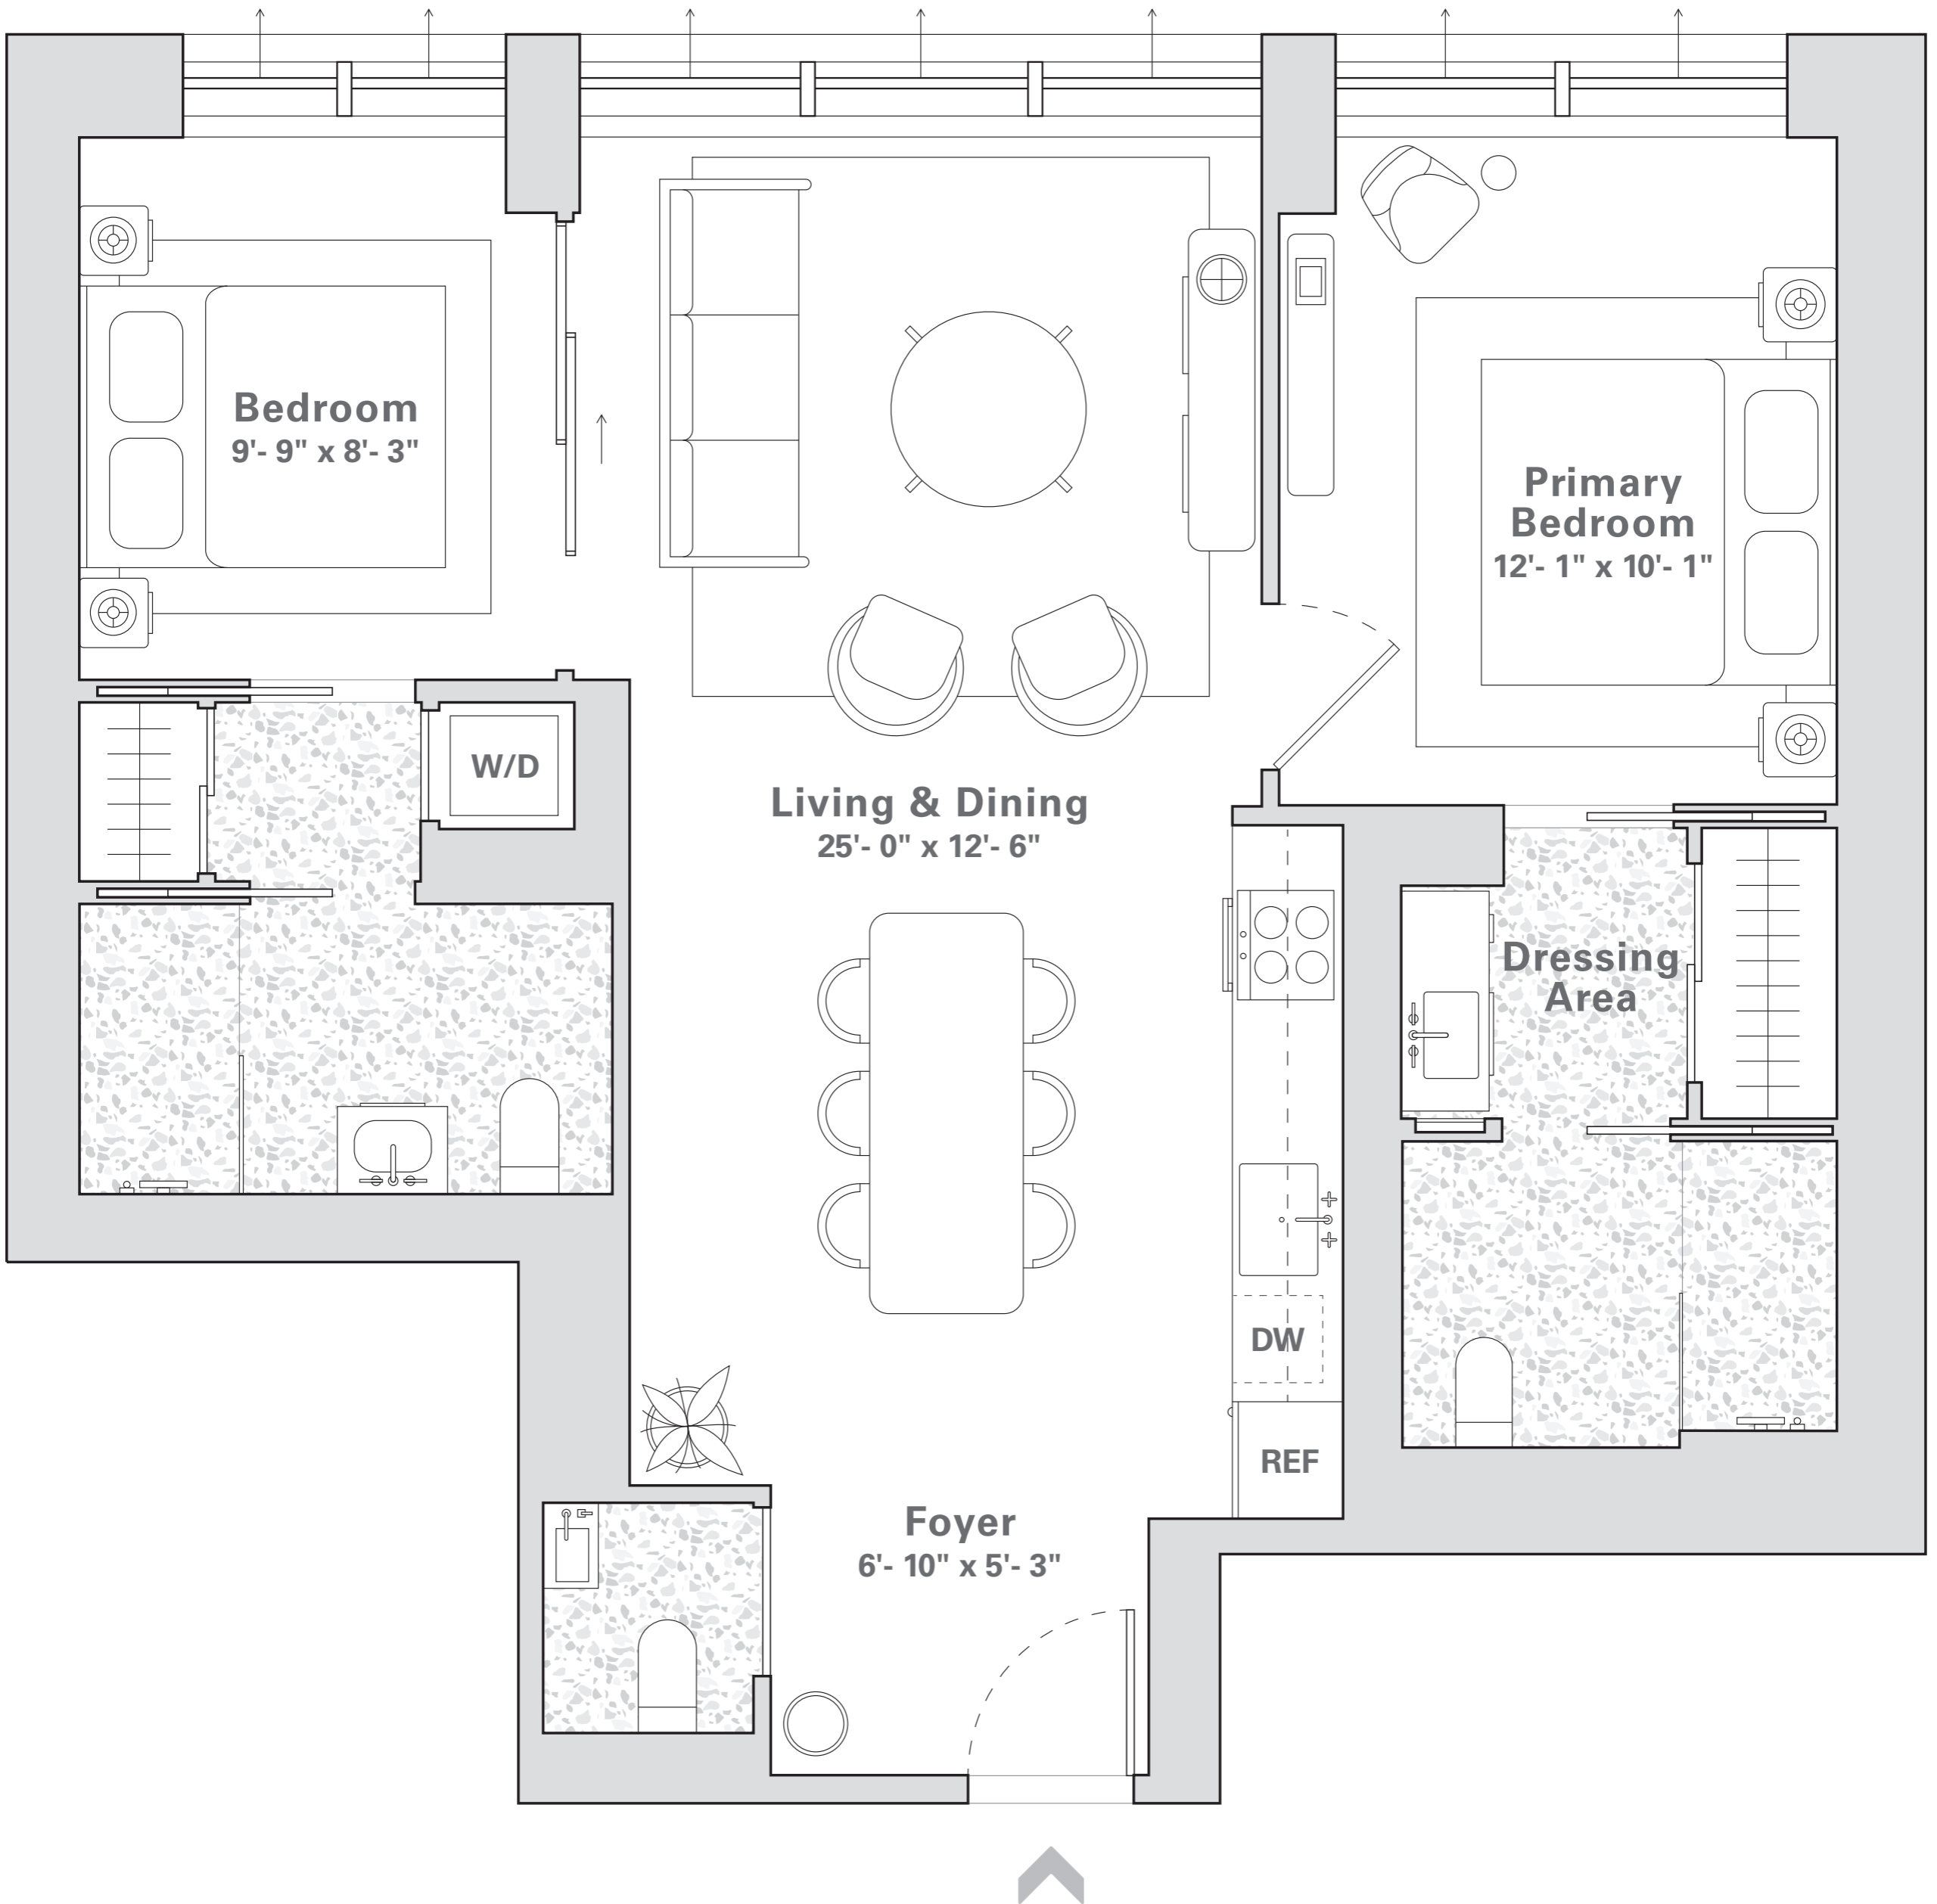 Bedroom
9'- 9" x 8'- 3"
Primary
Bedroom
12'- 1" x 10'- 1"
W/D
Living & Dining
25'- 0" x 12'- 6"
Dressing
Area
DW
REF
Foyer
6'- 10" x 5'- 3"